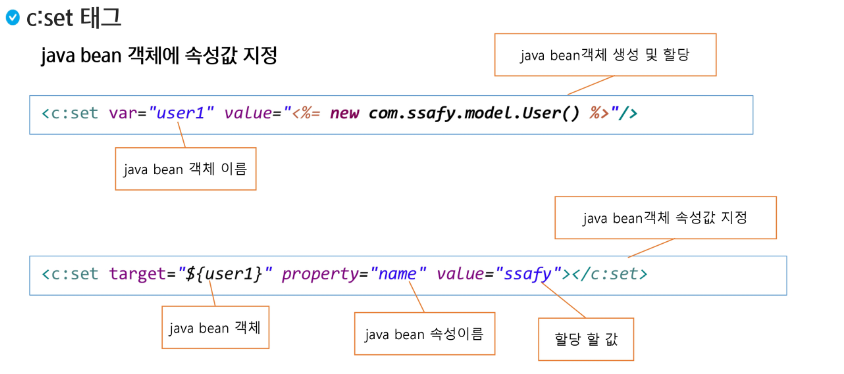 c:set 태그
java bean 객체에 속성값 지정
java bean객체 생성 및 할당
<c:set var="user1" value="<%= new com.ssafy.model.User() %>"/>
java bean 객체 이름
java bean객체 속성값 지정
<c:set target="${user1}" property="name" value="ssafy"></c:set>
java bean 객체
java bean 속성이름
할당 할 값